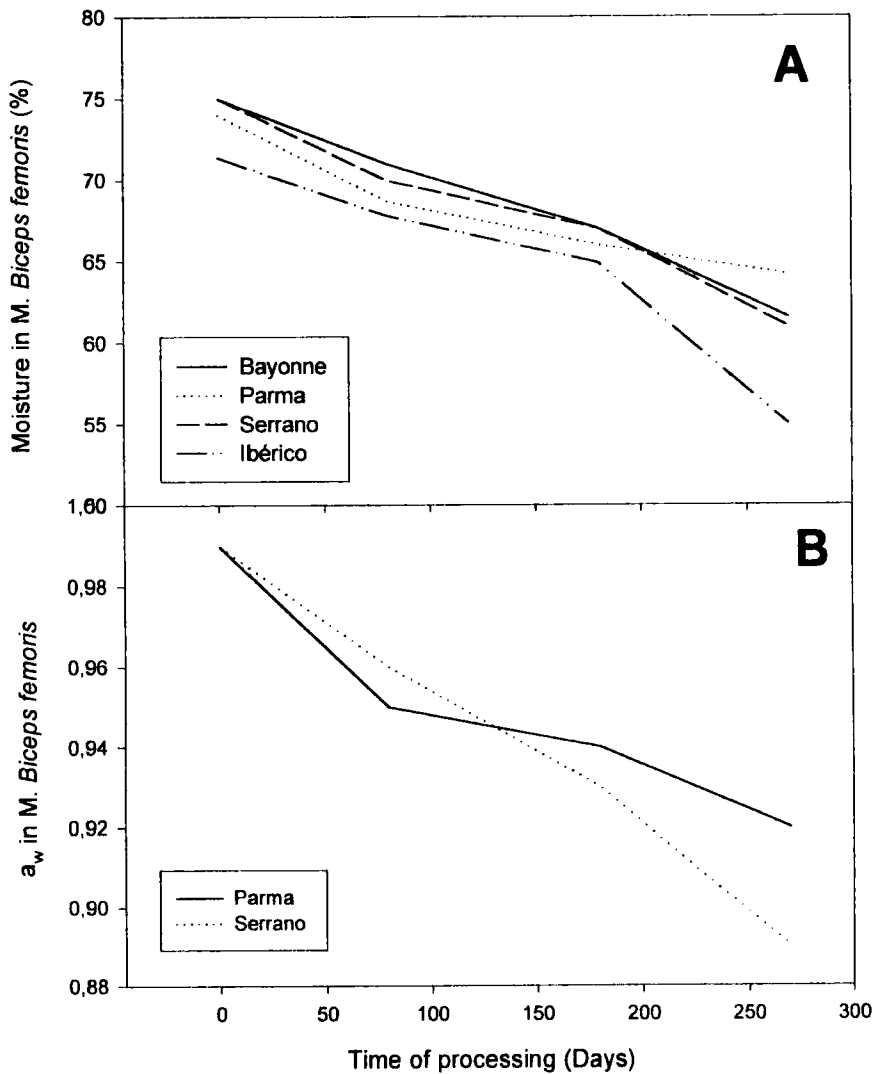 A
Moisture in M. Biceps femoris (%)
80
75
70
65
60
55
Bayonne
Parma
Serrano
Ibérico
B
a_w in M. Biceps femoris
1,00
0,98
0,96
0,94
0,92
0,90
0,88
Parma
Serrano
0
50
100
150
200
250
300
Time of processing (Days)